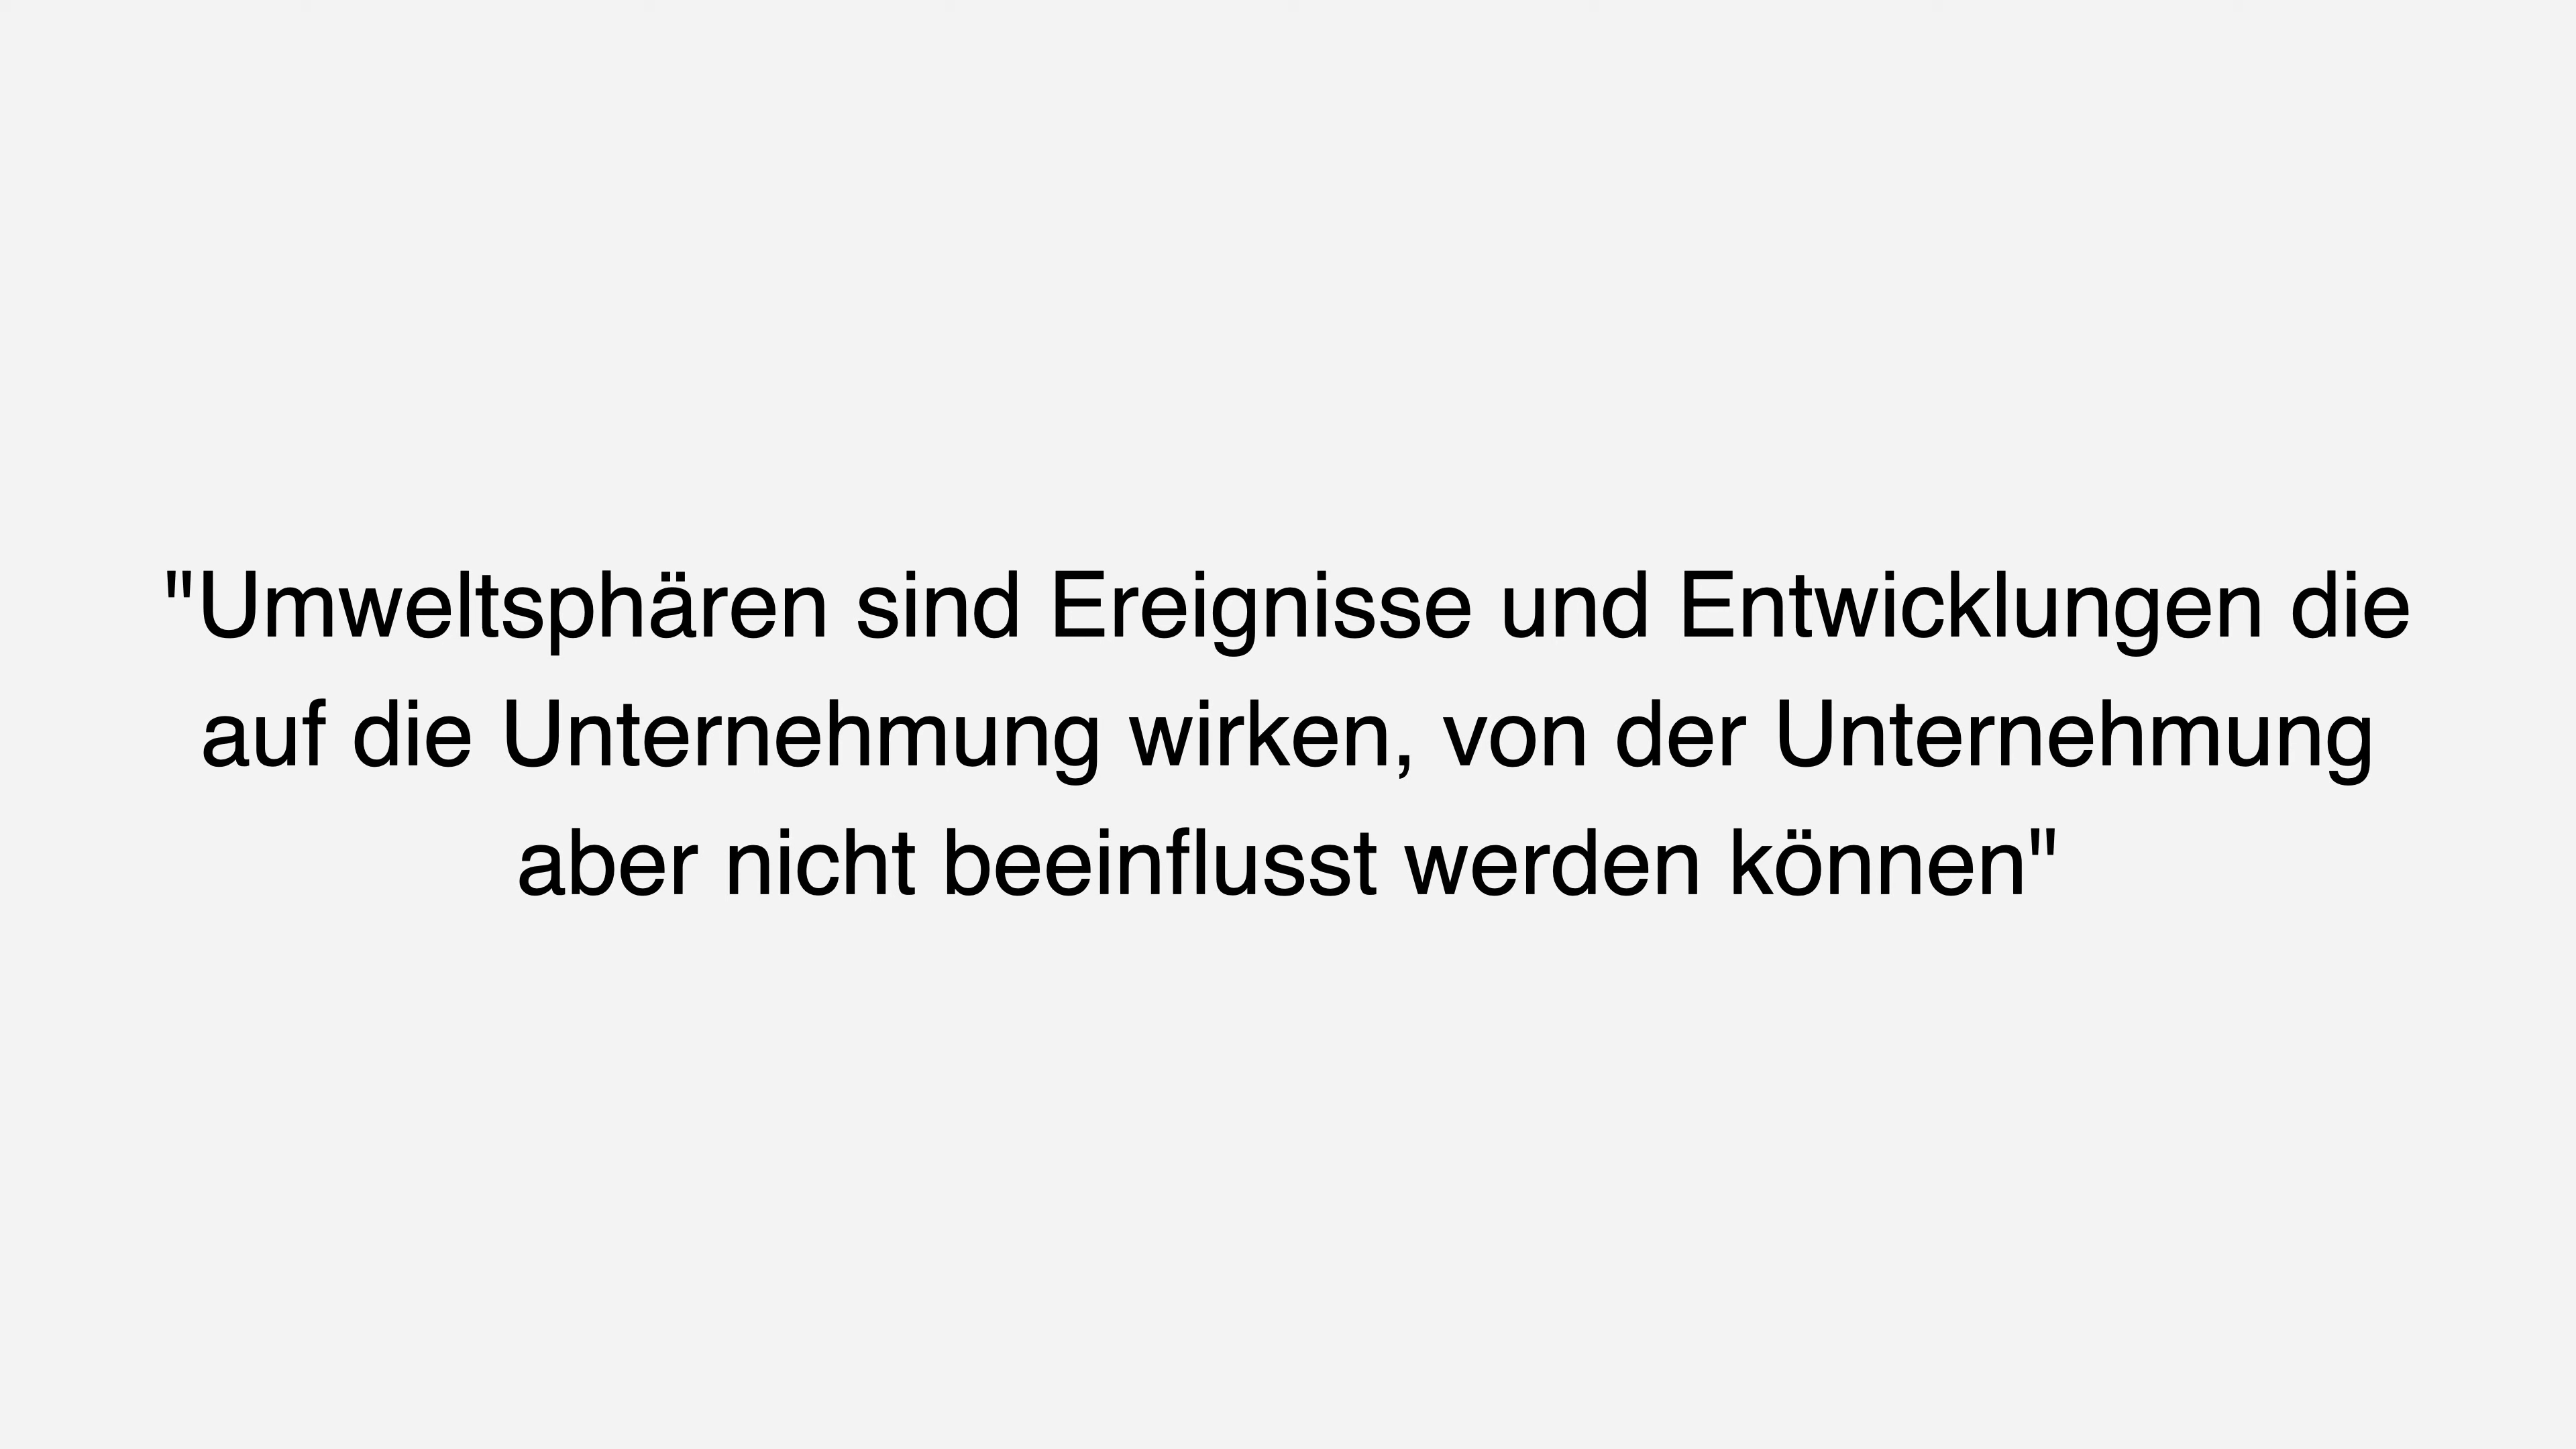 "Umweltsphären sind Ereignisse und Entwicklungen die
auf die Unternehmung wirken, von der Unternehmung
aber nicht beeinflusst werden können"